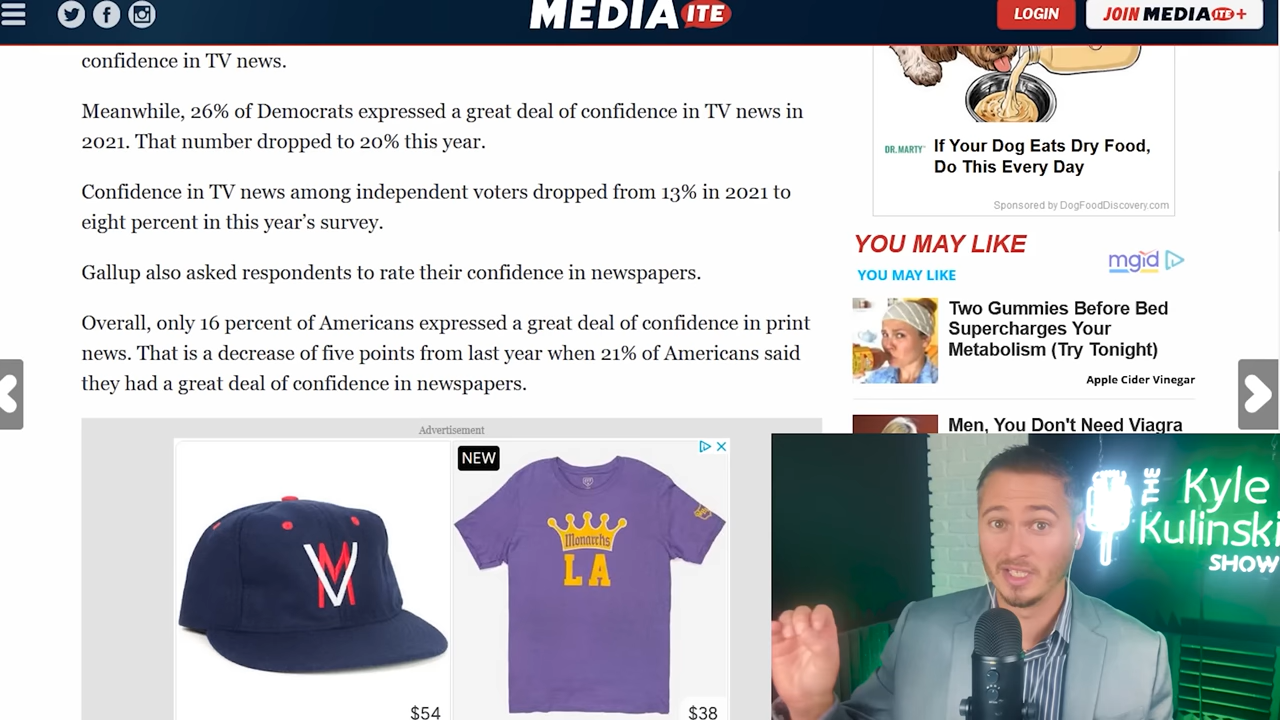 MEDIAITE
LOGIN
JOIN MEDIAITE+
confidence in TV news.
Meanwhile, 26% of Democrats expressed a great deal of confidence in TV news in
2021. That number dropped to 20% this year.
Confidence in TV news among independent voters dropped from 13% in 2021 to
eight percent in this year’s survey.
Gallup also asked respondents to rate their confidence in newspapers.
Overall, only 16 percent of Americans expressed a great deal of confidence in print
news. That is a decrease of five points from last year when 21% of Americans said
they had a great deal of confidence in newspapers.
Advertisement
NEW
VM
Monarchs
LA
$54
$38
DR. MARTY
If Your Dog Eats Dry Food,
Do This Every Day
Sponsored by DogFoodDiscovery.com
YOU MAY LIKE
mgid
YOU MAY LIKE
Two Gummies Before Bed
Supercharges Your
Metabolism (Try Tonight)
Apple Cider Vinegar
Men, You Don't Need Viagra
THE
Kyle
Kulinski
SHOW